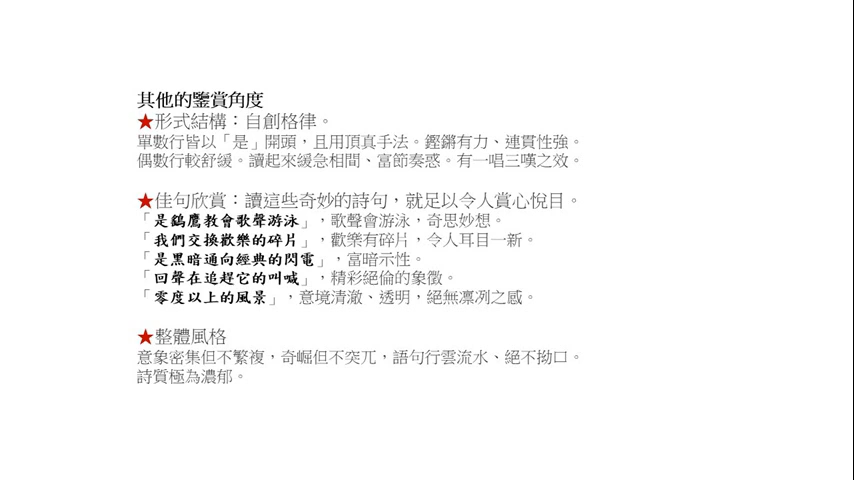 其他的鑒賞角度
★形式結構：自創格律。
單數行皆以「是」開頭，且用頂真手法。鏗鏘有力、連貫性強。
偶數行較舒緩。讀起來緩急相間、富節奏惑。有一唱三嘆之效。
★佳句欣賞：讀這些奇妙的詩句，就足以令人賞心悅目。
「是鷂鷹教會歌聲游泳」，歌聲會游泳，奇思妙想。
「我們交換歡樂的碎片」，歡樂有碎片，令人耳目一新。
「是黑暗通向經典的閃電」，富暗示性。
「回聲在追趕它的叫喊」，精彩絕倫的象徵。
「零度以上的風景」，意境清澈、透明，絕無凜冽之感。
★整體風格
意象密集但不繁複，奇崛但不突兀，語句行雲流水、絕不拗口。
詩質極為濃郁。